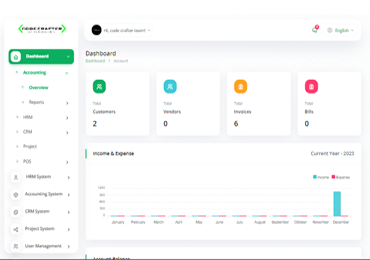 CODE CRAFTER
Dashboard
Accounting
Overview
Reports
HRM
CRM
Project
POS
HRM System
Accounting System
CRM System
Project System
User Management
Hi, code craftar team!
English
Dashboard
Dashboard > Account
Total
Customers
2
Total
Vendors
0
Total
Invoices
6
Total
Bills
0
Income & Expense
Current Year - 2023
Income Expense
January February March April May June July August September October November December
Account Balance